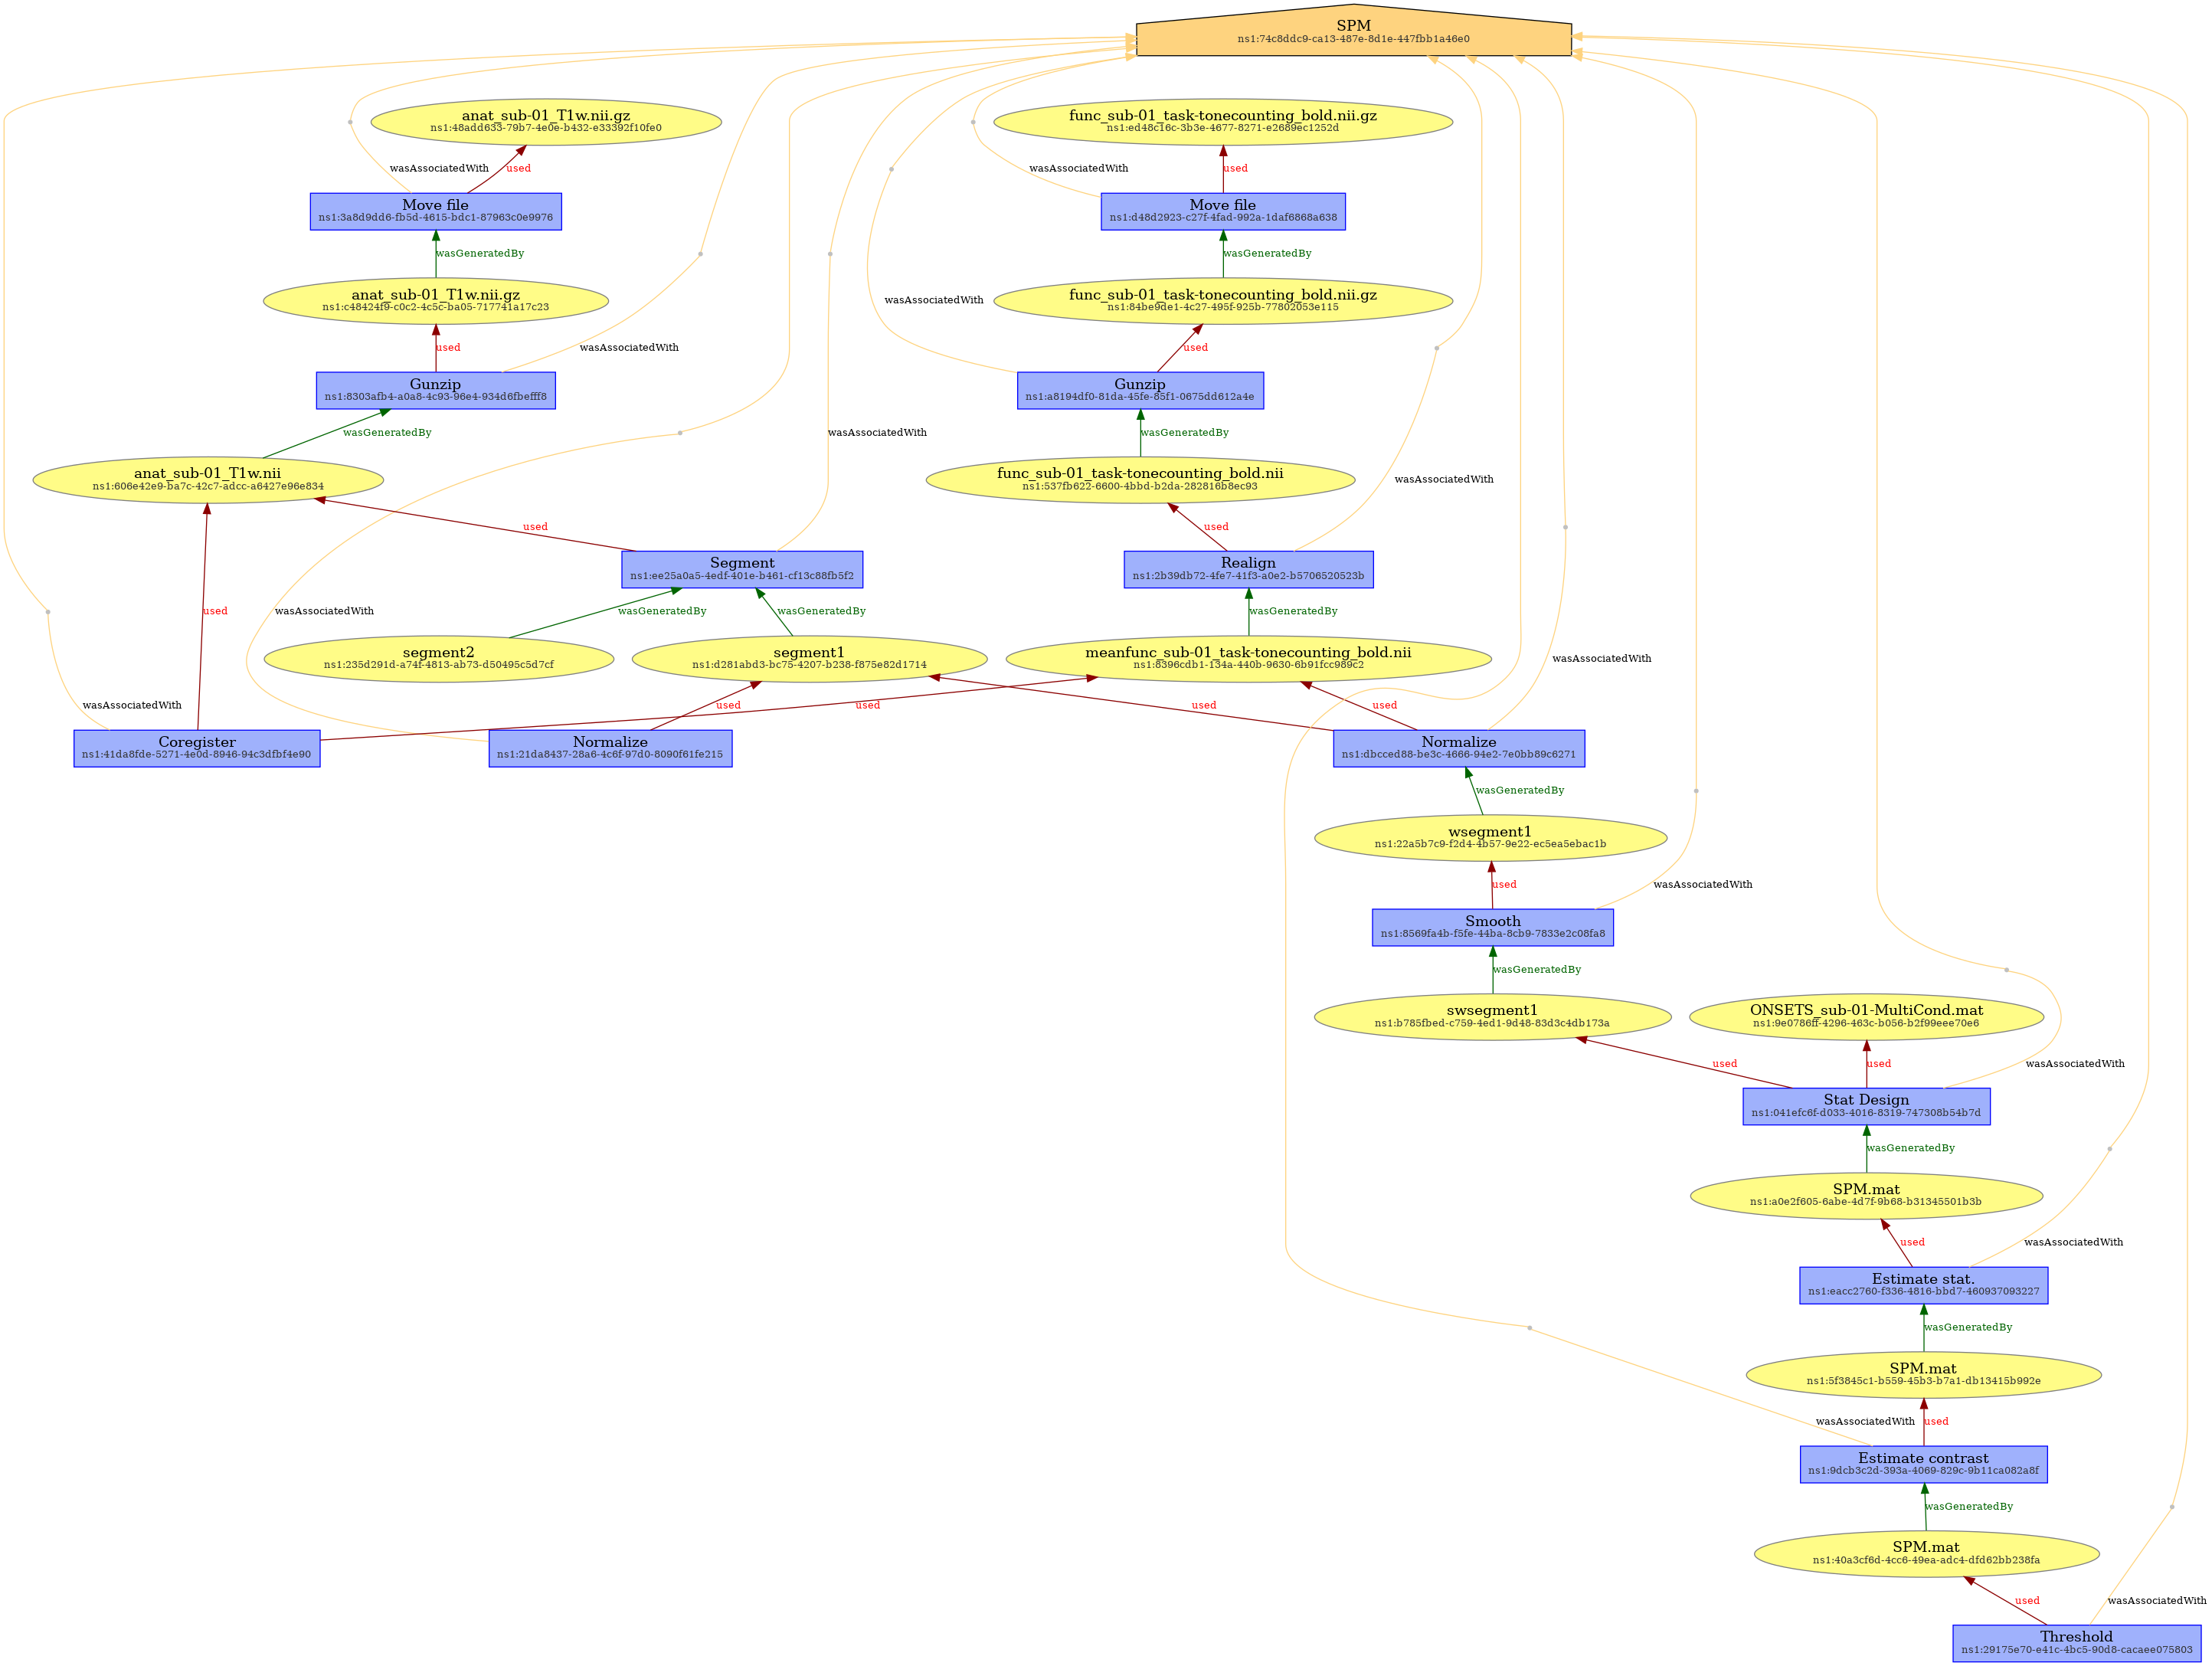 SPM
ns1:74c8ddc9-ca13-487e-8d1e-447fbb1a46e0
anat_sub-01_T1w.nii.gz
ns1:48add633-79b7-4e0e-b432-e33392f10fe0
func_sub-01_task-tonecounting_bold.nii.gz
ns1:ed48c16c-3b3e-4677-8271-e2689ec1252d
wasAssociatedWith
used
wasAssociatedWith
used
Move file
ns1:3a8d9dd6-fb5d-4615-bdc1-87963c0e9976
Move file
ns1:d48d2923-c27f-4fad-992a-1daf6868a638
wasGeneratedBy
wasGeneratedBy
anat_sub-01_T1w.nii.gz
ns1:c48424f9-c0c2-4c5c-ba05-717741a17c23
wasAssociatedWith
func_sub-01_task-tonecounting_bold.nii.gz
ns1:84be9de1-4c27-495f-925b-77802053e115
used
wasAssociatedWith
used
Gunzip
ns1:8303afb4-a0a8-4c93-96e4-934d6fbefff8
Gunzip
ns1:a8194df0-81da-45fe-85f1-0675dd612a4e
wasGeneratedBy
wasAssociatedWith
wasGeneratedBy
anat_sub-01_T1w.nii
ns1:606e42e9-ba7c-42c7-adcc-a6427e96e834
func_sub-01_task-tonecounting_bold.nii
ns1:537fb622-6600-4bbd-b2da-282816b8ec93
wasAssociatedWith
used
used
Segment
ns1:ee25a0a5-4edf-401e-b461-cf13c88fb5f2
Realign
ns1:2b39db72-4fe7-41f3-a0e2-b5706520523b
used
wasAssociatedWith
wasGeneratedBy
wasGeneratedBy
wasGeneratedBy
segment2
ns1:235d291d-a74f-4813-ab73-d50495c5d7cf
segment1
ns1:d281abd3-bc75-4207-b238-f875e82d1714
meanfunc_sub-01_task-tonecounting_bold.nii
ns1:8396cdb1-134a-440b-9630-6b91fcc989c2
wasAssociatedWith
wasAssociatedWith
used
used
used
used
Coregister
ns1:41da8fde-5271-4e0d-8946-94c3dfbf4e90
Normalize
ns1:21da8437-28a6-4c6f-97d0-8090f61fe215
Normalize
ns1:dbcced88-be3c-4666-94e2-7e0bb89c6271
wasGeneratedBy
wsegment1
ns1:22a5b7c9-f2d4-4b57-9e22-ec5ea5ebac1b
used
wasAssociatedWith
Smooth
ns1:8569fa4b-f5fe-44ba-8cb9-7833e2c08fa8
wasGeneratedBy
swsegment1
ns1:b785fbed-c759-4ed1-9d48-83d3c4db173a
ONSETS_sub-01-MultiCond.mat
ns1:9e0786ff-4296-463c-b056-b2f99eee70e6
used
used
wasAssociatedWith
Stat Design
ns1:041efc6f-d033-4016-8319-747308b54b7d
wasGeneratedBy
SPM.mat
ns1:a0e2f605-6abe-4d7f-9b68-b31345501b3b
used
wasAssociatedWith
Estimate stat.
ns1:eacc2760-f336-4816-bbd7-460937093227
wasGeneratedBy
SPM.mat
ns1:5f3845c1-b559-45b3-b7a1-db13415b992e
wasAssociatedWith
used
Estimate contrast
ns1:9dcb3c2d-393a-4069-829c-9b11ca082a8f
wasGeneratedBy
SPM.mat
ns1:40a3cf6d-4cc6-49ea-adc4-dfd62bb238fa
used
wasAssociatedWith
Threshold
ns1:29175e70-e41c-4bc5-90d8-cacaee075803